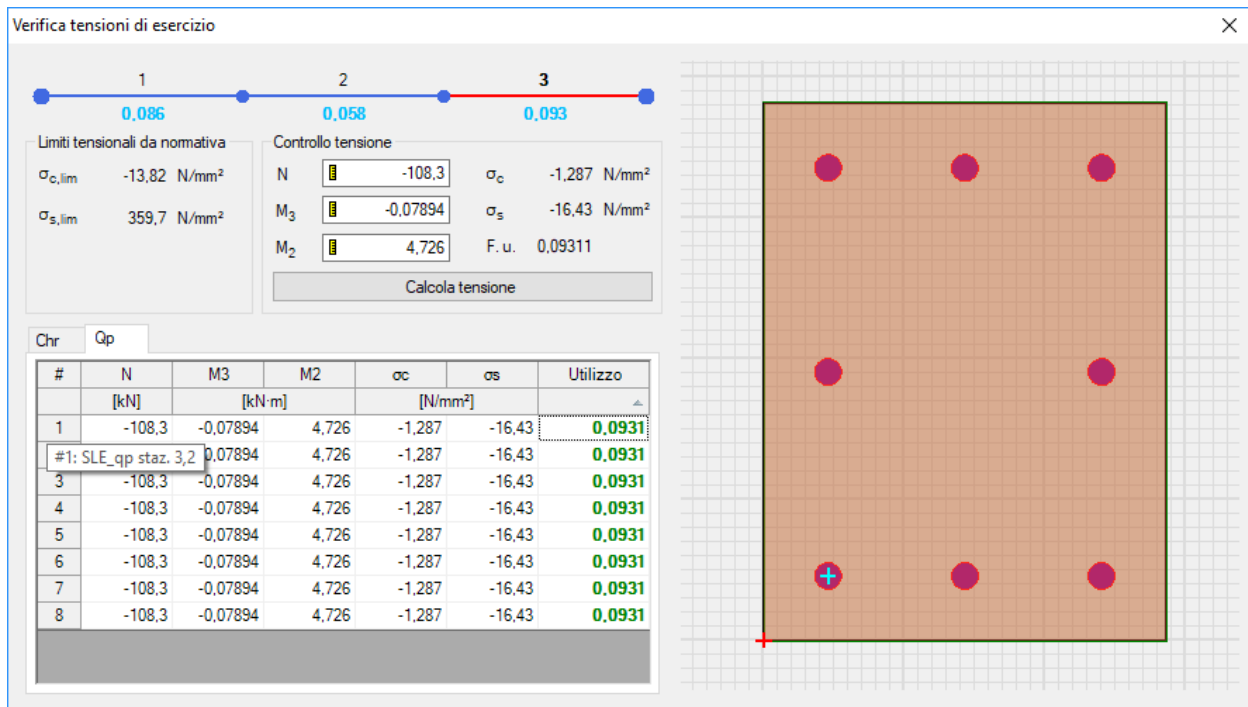 Verifica tensioni di esercizio
1 2 3
0,086 0,058 0,093
Limiti tensionali da normativa
σc,lim -13,82 N/mm²
σs,lim 359,7 N/mm²
Controllo tensione
N -108,3 σc -1,287 N/mm²
M3 -0,07894 σs -16,43 N/mm²
M2 4,726 F. u. 0,09311
Calcola tensione
Chr Qp
# N M3 M2 σc σs Utilizzo
[kN] [kN·m] [N/mm²]
1 -108,3 -0,07894 4,726 -1,287 -16,43 0,0931
#1: SLE_qp staz. 3,2 0,07894 4,726 -1,287 -16,43 0,0931
3 -108,3 -0,07894 4,726 -1,287 -16,43 0,0931
4 -108,3 -0,07894 4,726 -1,287 -16,43 0,0931
5 -108,3 -0,07894 4,726 -1,287 -16,43 0,0931
6 -108,3 -0,07894 4,726 -1,287 -16,43 0,0931
7 -108,3 -0,07894 4,726 -1,287 -16,43 0,0931
8 -108,3 -0,07894 4,726 -1,287 -16,43 0,0931